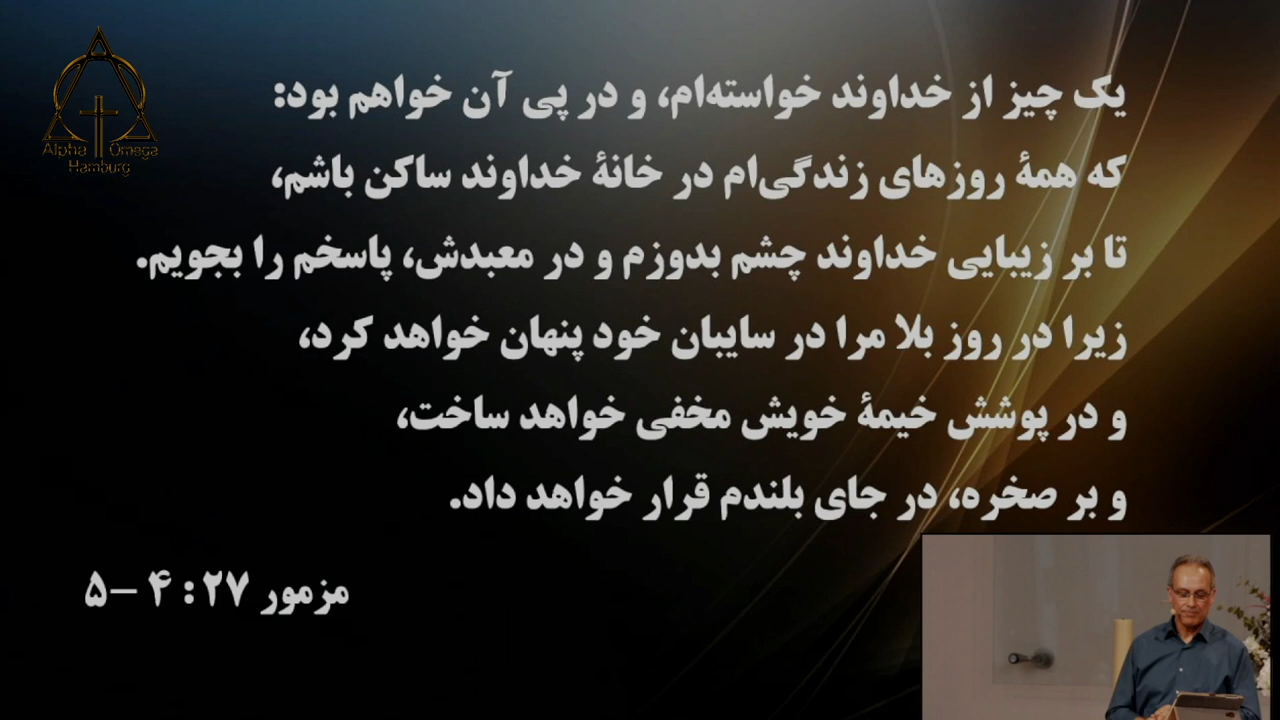 یک چیز از خداوند خواسته‌ام، و در پی آن خواهم بود:
که همهٔ روزهای زندگی‌ام در خانهٔ خداوند ساکن باشم،
تا بر زیبایی خداوند چشم بدوزم و در معبدش، پاسخم را بجویم.
زیرا در روز بلا مرا در سایبان خود پنهان خواهد کرد،
و در پوشش خیمهٔ خویش مخفی خواهد ساخت،
و بر صخره، در جای بلندم قرار خواهد داد.
مزمور ۲۷: ۴ –۵
Alpha Omega
Hamburg